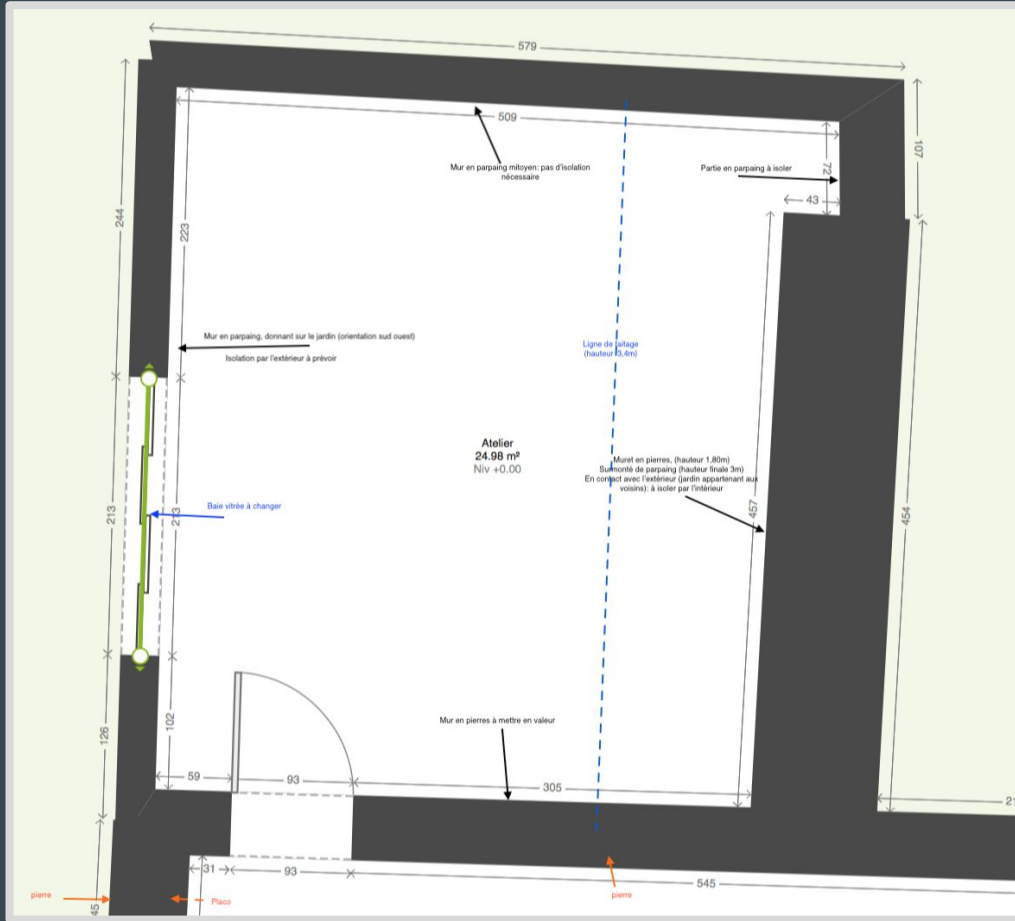 579
509
107
Mur en parpaing mitoyen: pas d'isolation
nécessaire
Partie en parpaing à isoler
72
43
244
223
Mur en parpaing, donnant sur le jardin (orientation sud ouest)
Isolation par l'extérieur à prévoir
Ligne de faitage
(hauteur 3,4m)
Atelier
24.98 m²
Niv +0.00
Muret en pierres, (hauteur 1,80m)
Surmonté de parpaing (hauteur finale 3m)
En contact avec l'extérieur (jardin appartenant aux
voisins): à isoler par l'intérieur
Baie vitrée à changer
213
213
457
454
Mur en pierres à mettre en valeur
126
102
59
93
305
31
93
545
pierre
Placo
pierre
45